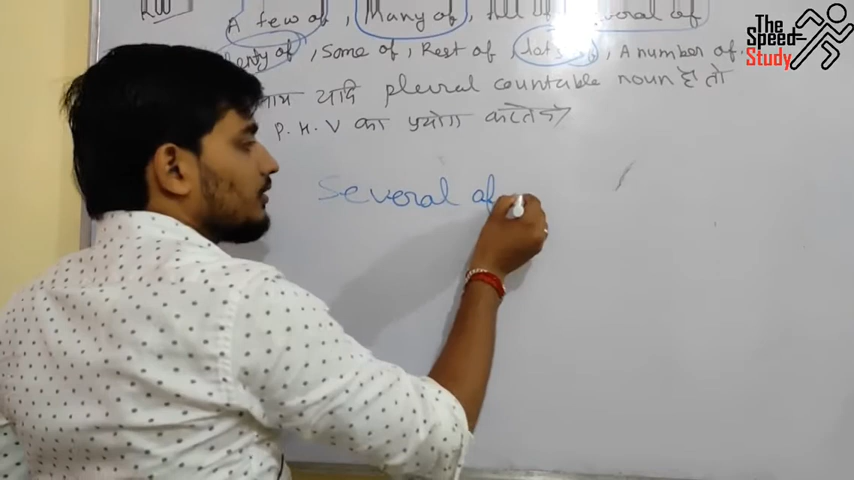 A few of, Many of, All of, Several of
Plenty of, Some of, Rest of, lots of, A number of.
साथ यदि plural countable noun हो तो
P. H. V का प्रयोग करते है
Several of
The
Speed
Study